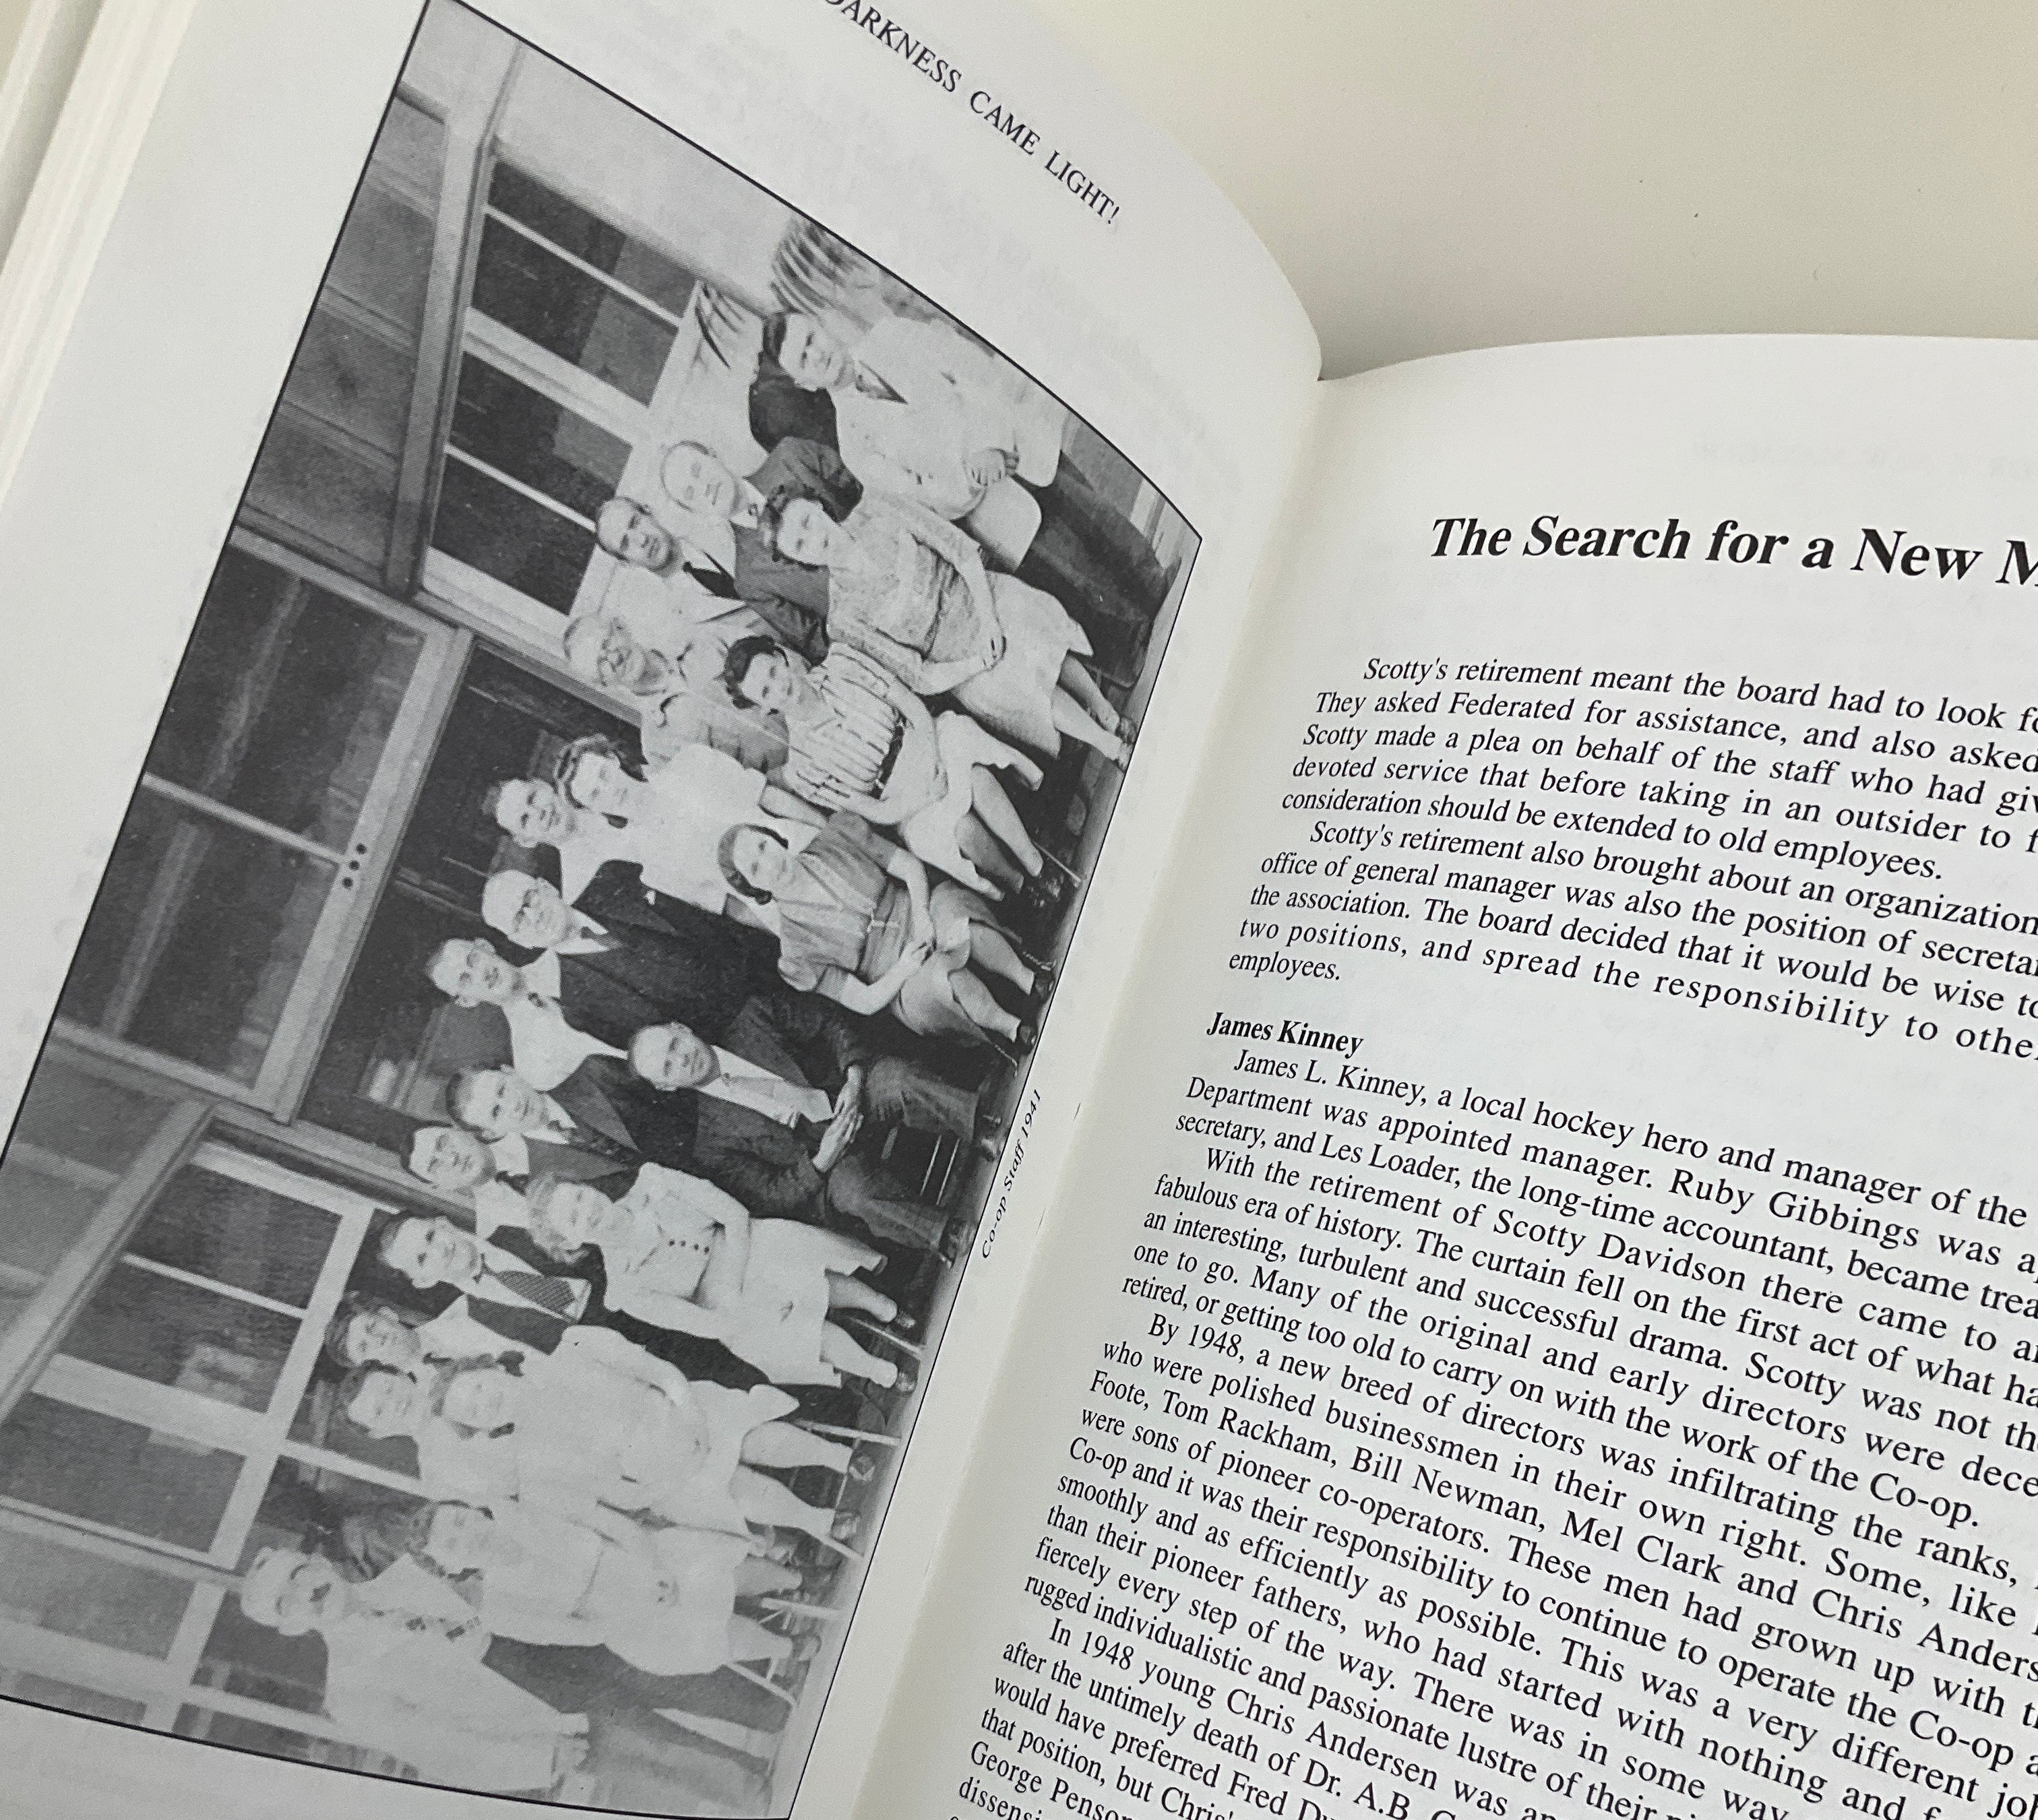 DARKNESS CAME LIGHT!
Co-op Staff 1941
The Search for a New
Scotty's retirement meant the board had to look
They asked Federated for assistance, and also asked
Scotty made a plea on behalf of the staff who had
devoted service that before taking in an outsider to
consideration should be extended to old employees.
Scotty's retirement also brought about an organization
office of general manager was also the position of
the association. The board decided that it would be wise to
two positions, and spread the responsibility to
employees.
James Kinney
James L. Kinney, a local hockey hero and manager of the
Department was appointed manager. Ruby Gibbings was
secretary, and Les Loader, the long-time accountant, became
With the retirement of Scotty Davidson there came to
fabulous era of history. The curtain fell on the first act of what
an interesting, turbulent and successful drama. Scotty was not
one to go. Many of the original and early directors were
retired, or getting too old to carry on with the work of the Co-op.
By 1948, a new breed of directors was infiltrating the ranks,
who were polished businessmen in their own right. Some, like
Foote, Tom Rackham, Bill Newman, Mel Clark and Chris
were sons of pioneer co-operators. These men had grown up with
Co-op and it was their responsibility to continue to operate the Co-op
smoothly and as efficiently as possible. This was a very different
than their pioneer fathers, who had started with nothing and
fiercely every step of the way. There was in some way
rugged individualistic and passionate lustre of their
In 1948 young Chris Andersen was
after the untimely death of Dr. A.B.
would have preferred Fred
that position, but
George